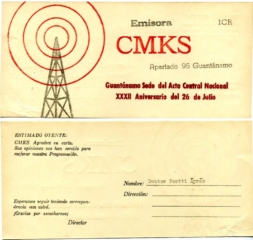 Emisora 1CR
CMKS
Apartado 96 Guantánamo
Guantánamo Sede del Acto Central Nacional
XXXII Aniversario del 26 de Julio
ESTIMADO OYENTE:
CMKS Agradece su carta.
Sus opiniones nos han servido para
mejorar nuestra Programación.
Nombre:
Dirección:
Esperamos seguir teniendo correspon-
dencia con usted.
¡Gracias por escucharnos!
Director